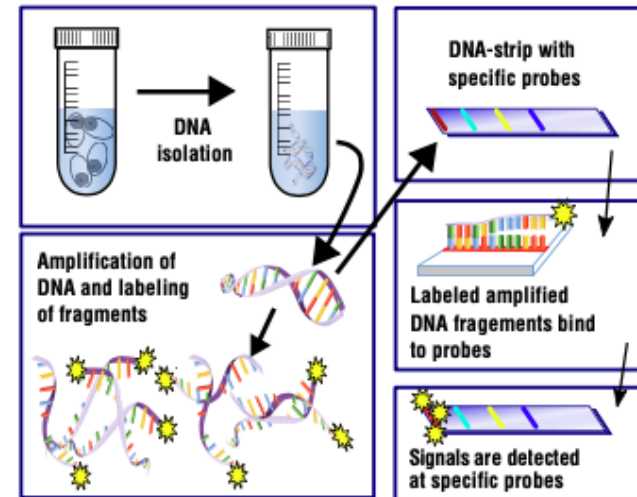 DNA
isolation
Amplification of
DNA and labeling
of fragments
DNA-strip with
specific probes
Labeled amplified
DNA fragements bind
to probes
Signals are detected
at specific probes